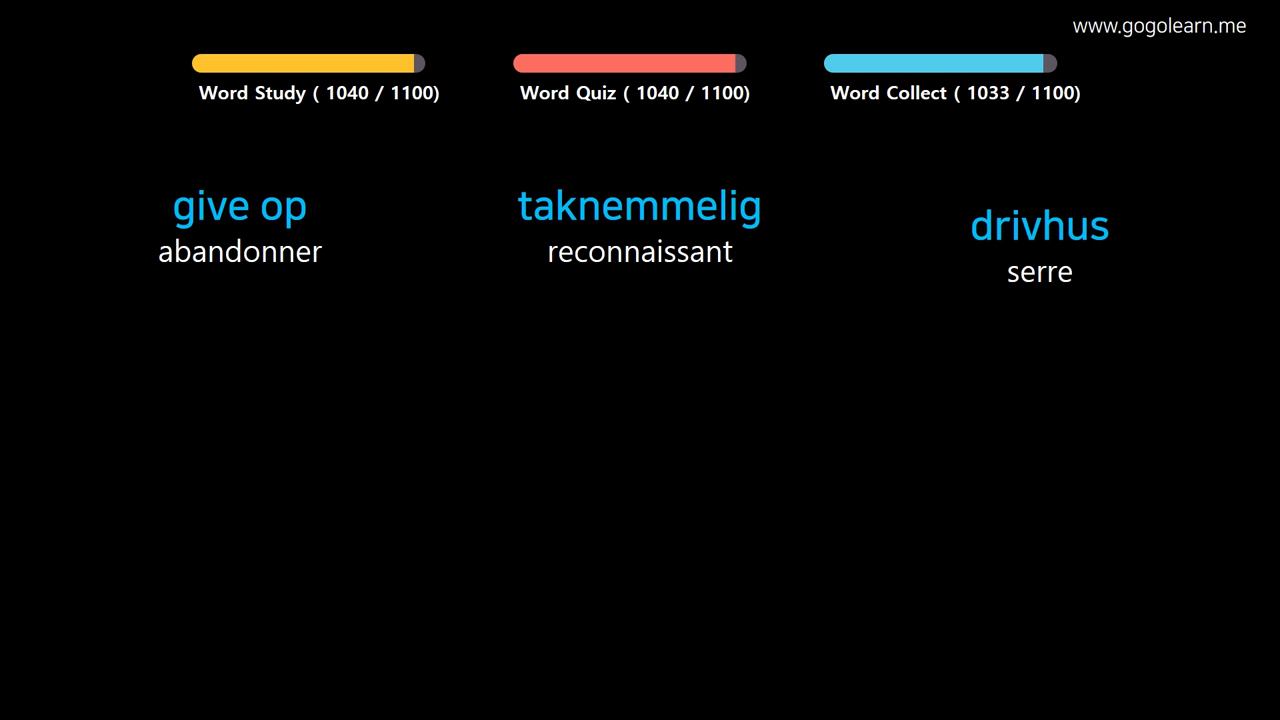 www.gogolearn.me
Word Study ( 1040 / 1100)
Word Quiz ( 1040 / 1100)
Word Collect ( 1033 / 1100)
give op
abandonner
taknemmelig
reconnaissant
drivhus
serre